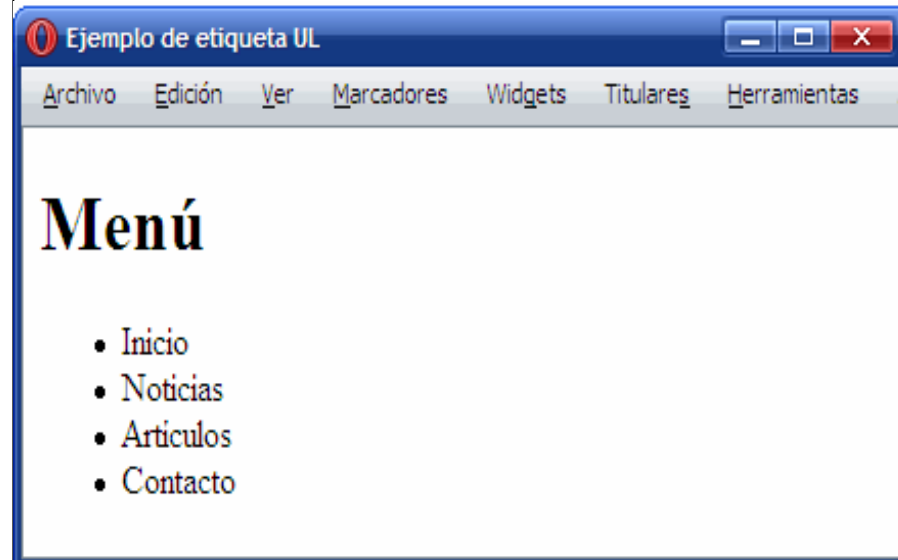 Ejemplo de etiqueta UL
Archivo Edición Ver Marcadores Widgets Titulares Herramientas
Menú
Inicio
Noticias
Artículos
Contacto